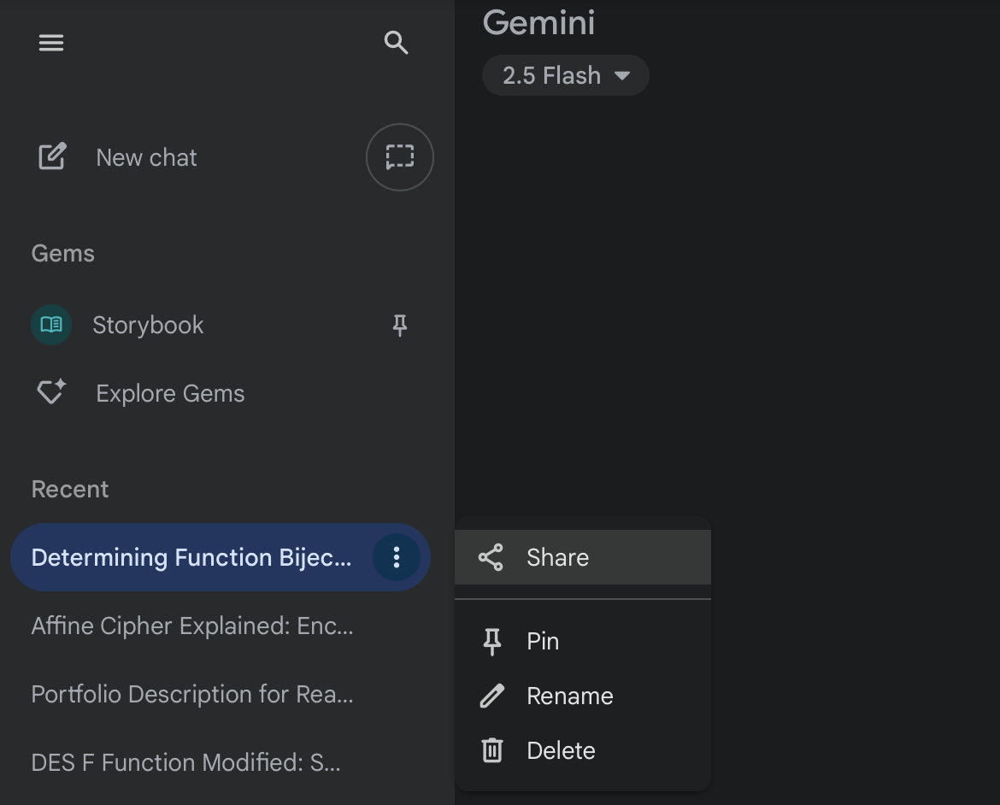 Gemini
2.5 Flash
New chat
Gems
Storybook
Explore Gems
Recent
Determining Function Bijec...
Affine Cipher Explained: Enc...
Portfolio Description for Rea...
DES F Function Modified: S...
Share
Pin
Rename
Delete